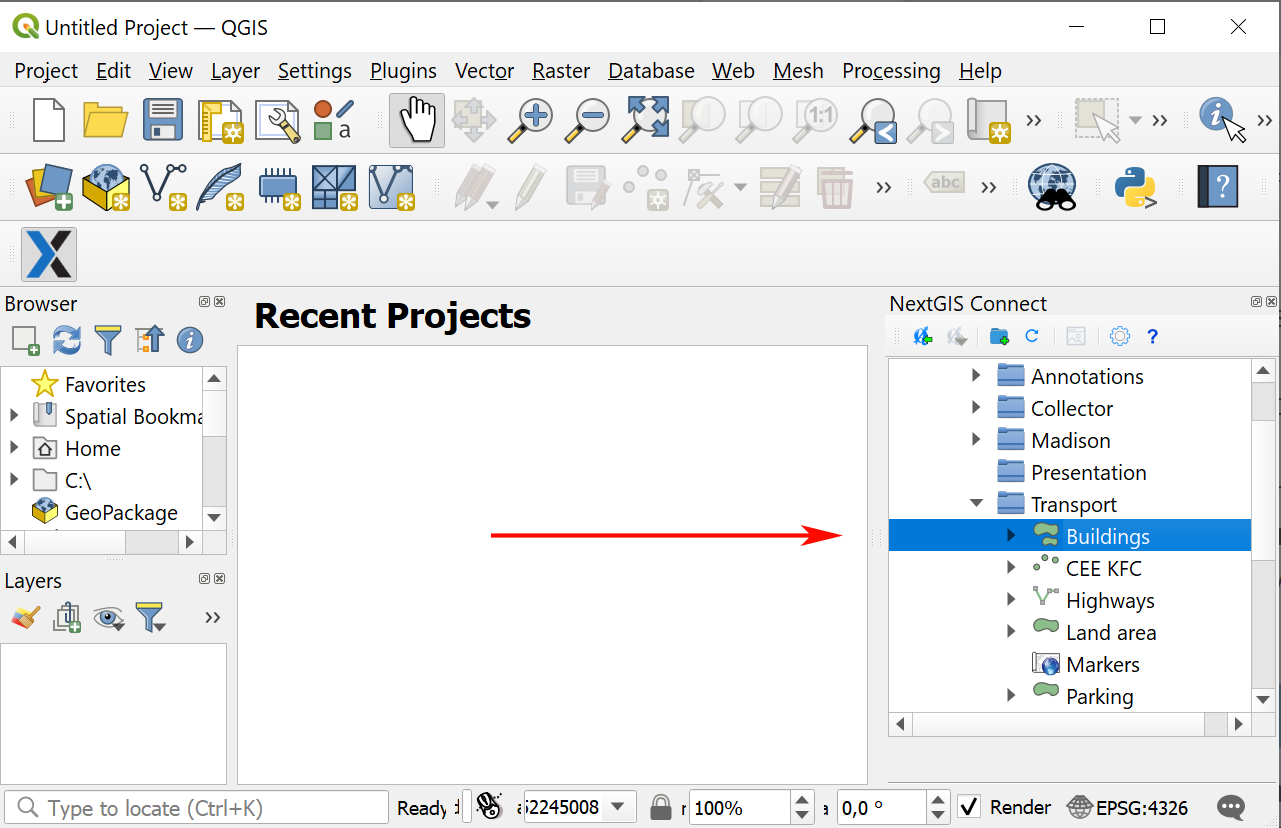 Untitled Project — QGIS
Project Edit View Layer Settings Plugins Vector Raster Database Web Mesh Processing Help
a
1:1
abc
?
Browser
Favorites
Spatial Bookma
Home
C:\
GeoPackage
Layers
Recent Projects
NextGIS Connect
?
Annotations
Collector
Madison
Presentation
Transport
Buildings
CEE KFC
Highways
Land area
Markers
Parking
Type to locate (Ctrl+K) Ready 52245008 100% 0,0 ° Render EPSG:4326